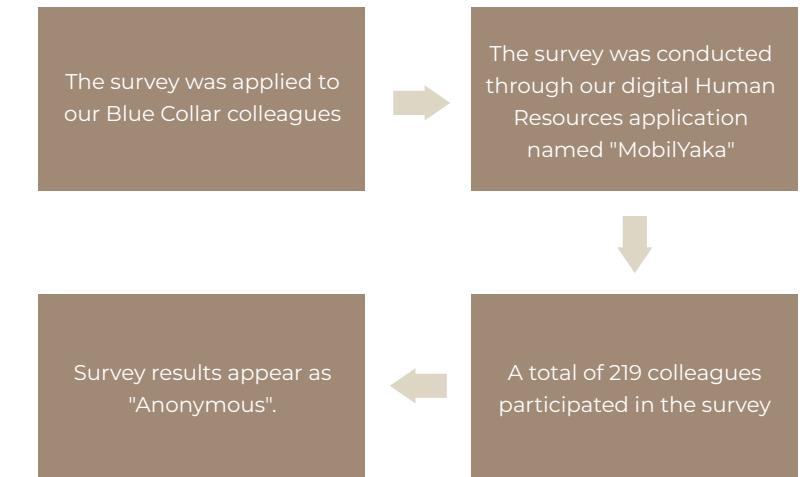 The survey was applied to
our Blue Collar colleagues
The survey was conducted
through our digital Human
Resources application
named "MobilYaka"
A total of 219 colleagues
participated in the survey
Survey results appear as
"Anonymous".